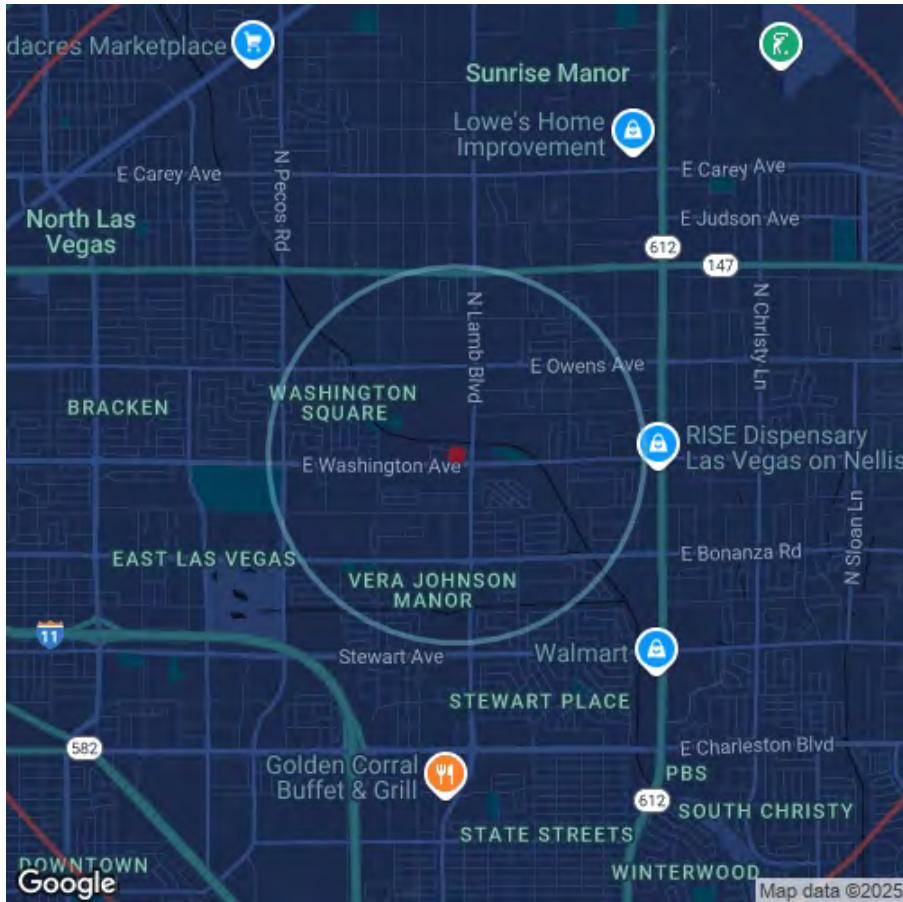 dacres Marketplace
Sunrise Manor
Lowe's Home
Improvement
E Carey Ave
E Carey Ave
N Pecos Rd
E Judson Ave
North Las
Vegas
612
147
N Lamb Blvd
N Christy Ln
E Owens Ave
WASHINGTON
SQUARE
BRACKEN
RISE Dispensary
Las Vegas on Nellis
E Washington Ave
N Sloan Ln
EAST LAS VEGAS
E Bonanza Rd
VERA JOHNSON
MANOR
11
Stewart Ave
Walmart
STEWART PLACE
582
E Charleston Blvd
Golden Corral
Buffet & Grill
PBS
612
SOUTH CHRISTY
STATE STREETS
DOWNTOWN
WINTERWOOD
Google
Map data ©2025